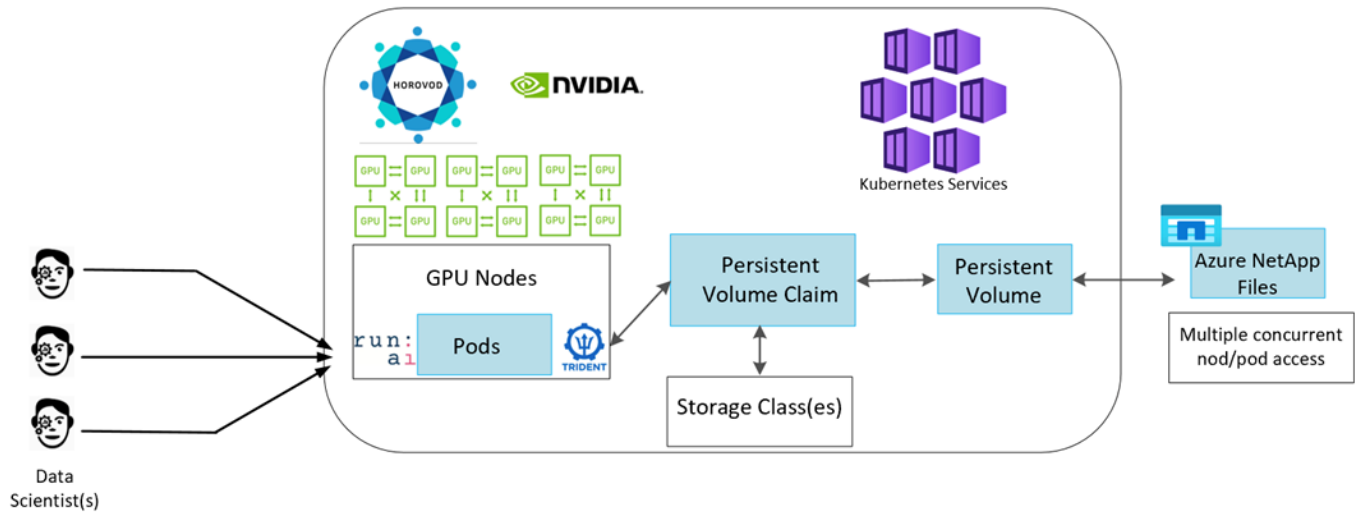 HOROVOD
NVIDIA.
GPU GPU GPU GPU GPU GPU
GPU GPU GPU GPU GPU GPU
Kubernetes Services
GPU Nodes
run:
ai
Pods
TRIDENT
Persistent
Volume Claim
Storage Class(es)
Persistent
Volume
Azure NetApp
Files
Multiple concurrent
nod/pod access
Data
Scientist(s)